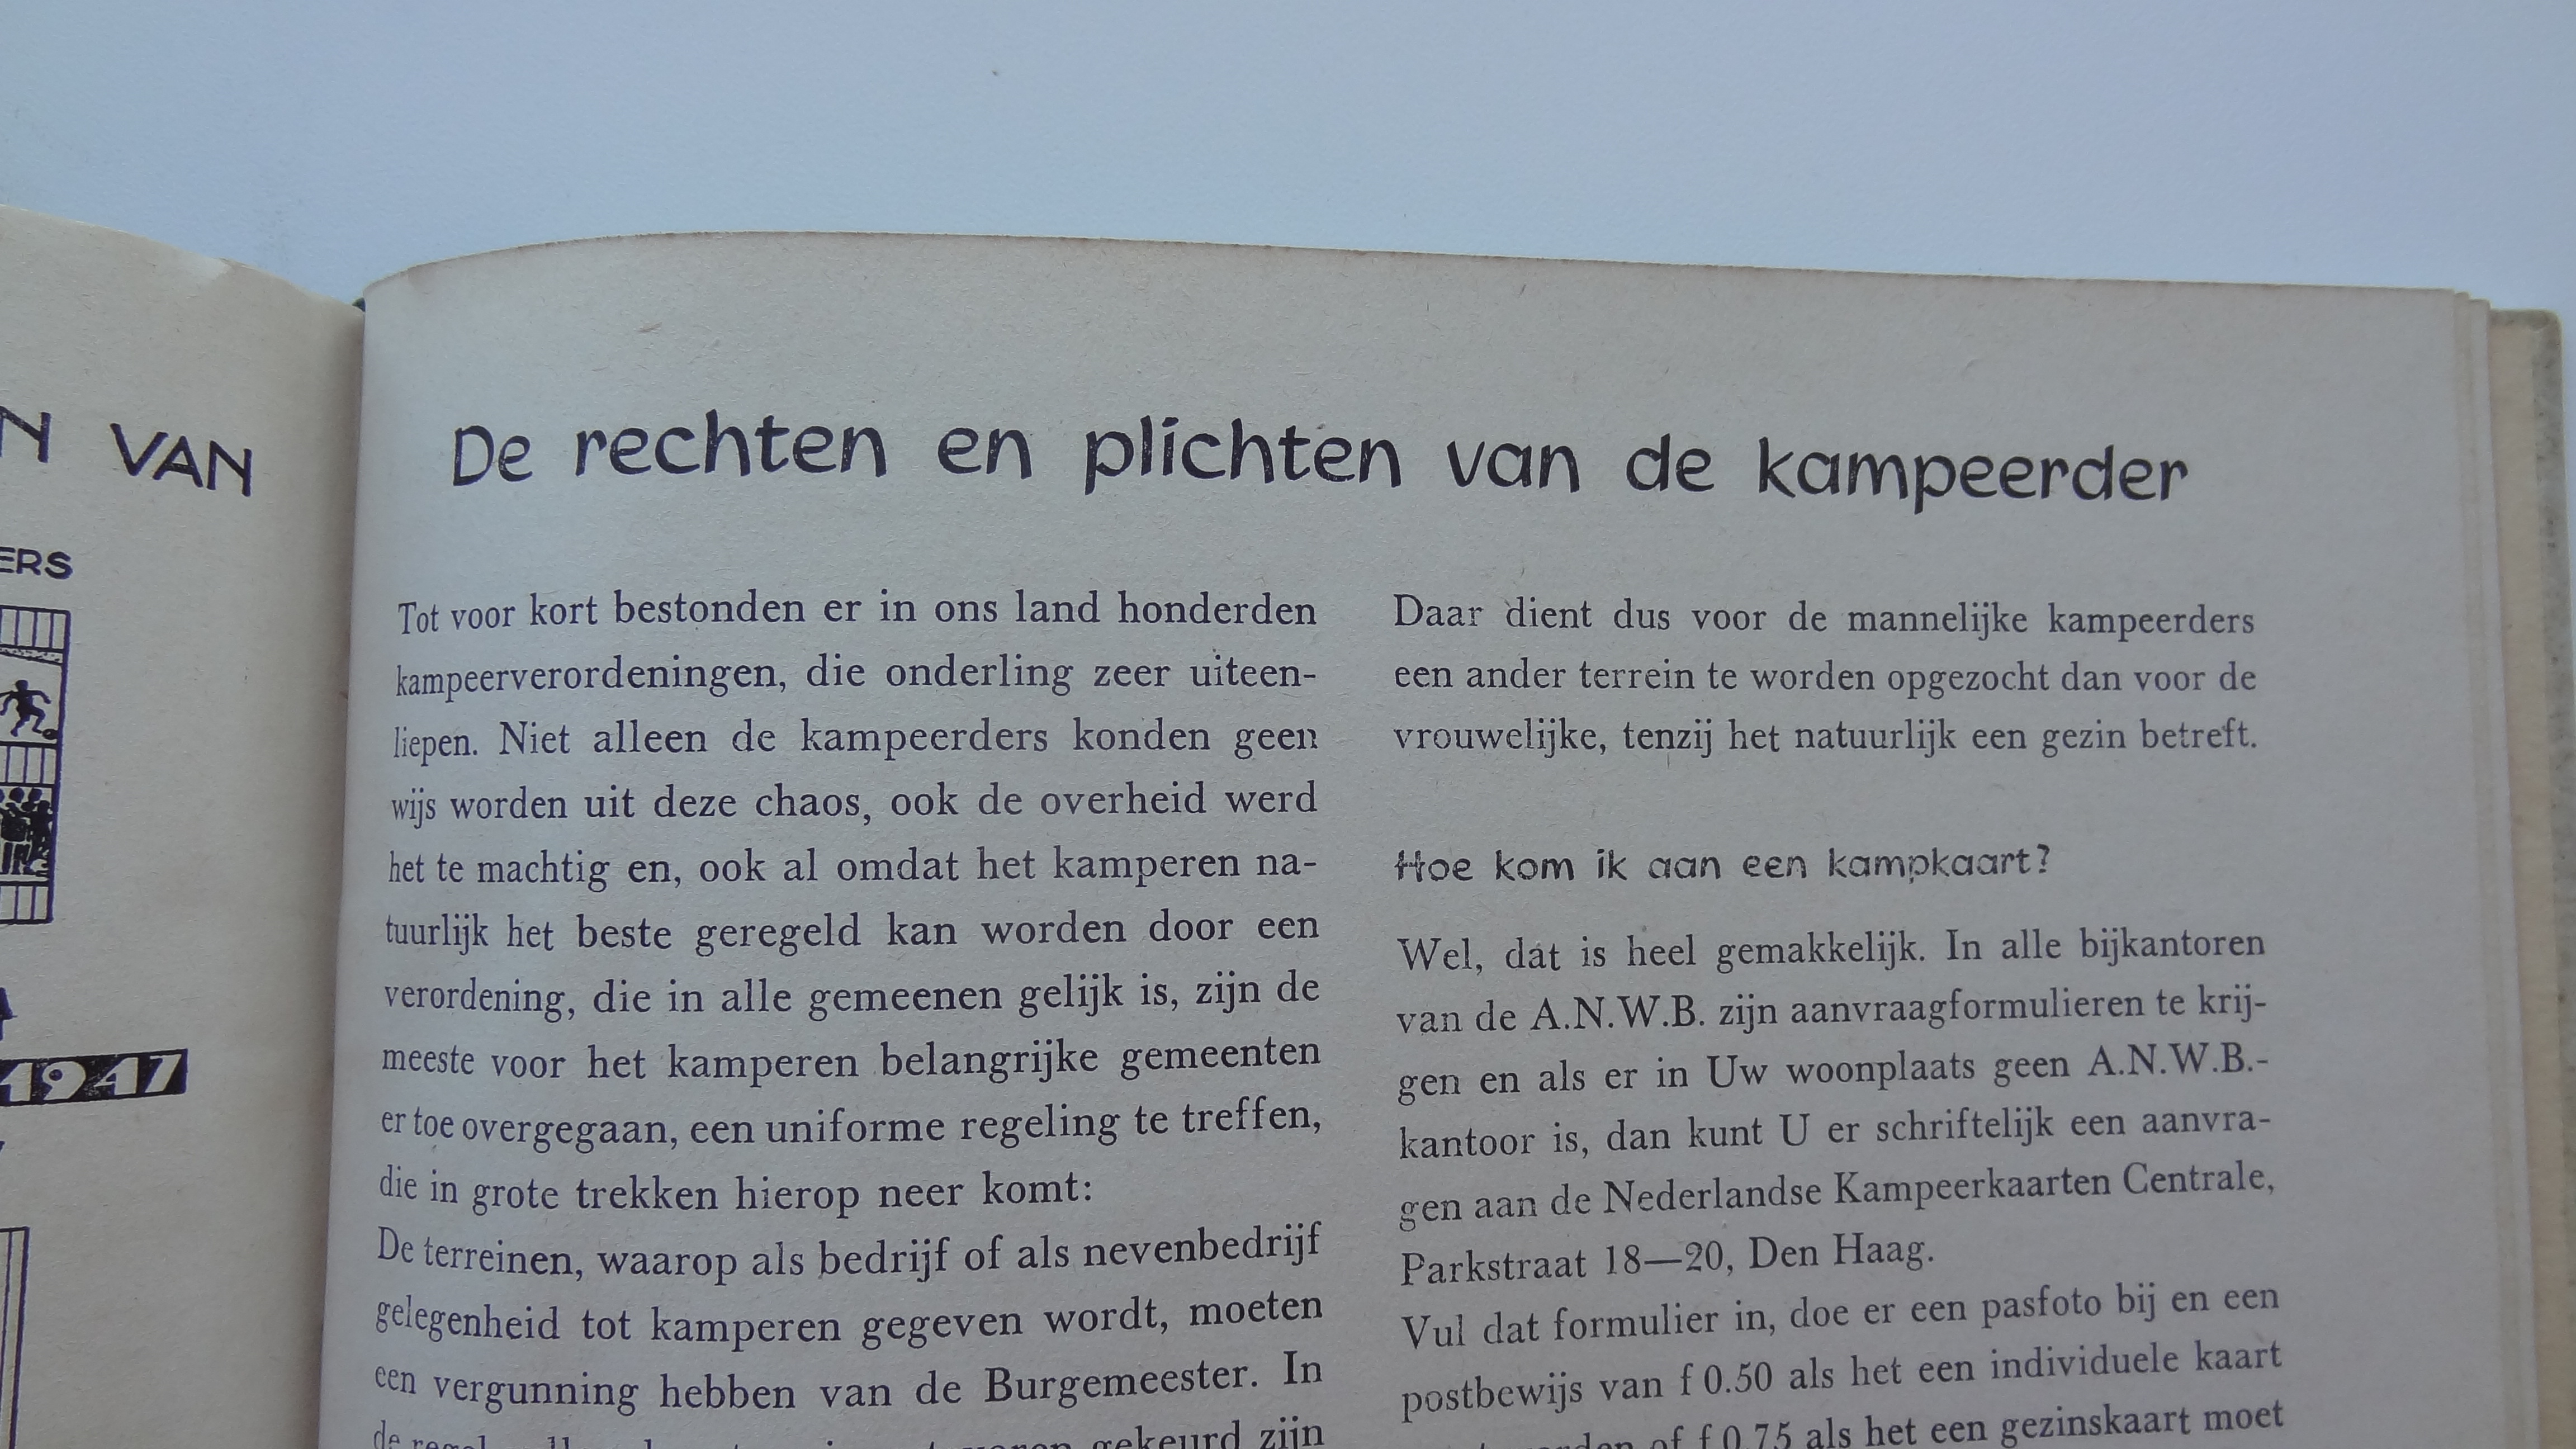 VAN
ERS
1947
De rechten en plichten van de kampeerder
Tot voor kort bestonden er in ons land honderden
kampeerverordeningen, die onderling zeer uiteen-
liepen. Niet alleen de kampeerders konden geen
wijs worden uit deze chaos, ook de overheid werd
het te machtig en, ook al omdat het kamperen na-
tuurlijk het beste geregeld kan worden door een
verordening, die in alle gemeenen gelijk is, zijn de
meeste voor het kamperen belangrijke gemeenten
er toe overgegaan, een uniforme regeling te treffen,
die in grote trekken hierop neer komt:
De terreinen, waarop als bedrijf of als nevenbedrijf
gelegenheid tot kamperen gegeven wordt, moeten
een vergunning hebben van de Burgemeester. In
de gekeurd zijn
Daar dient dus voor de mannelijke kampeerders
een ander terrein te worden opgezocht dan voor de
vrouwelijke, tenzij het natuurlijk een gezin betreft.
Hoe kom ik aan een kampkaart?
Wel, dat is heel gemakkelijk. In alle bijkantoren
van de A.N.W.B. zijn aanvraagformulieren te krij-
gen en als er in Uw woonplaats geen A.N.W.B.-
kantoor is, dan kunt U er schriftelijk een aanvra-
gen aan de Nederlandse Kampeerkaarten Centrale,
Parkstraat 18—20, Den Haag.
Vul dat formulier in, doe er een pasfoto bij en een
postbewijs van f 0.50 als het een individuele kaart
of f 0.75 als het een gezinskaart moet